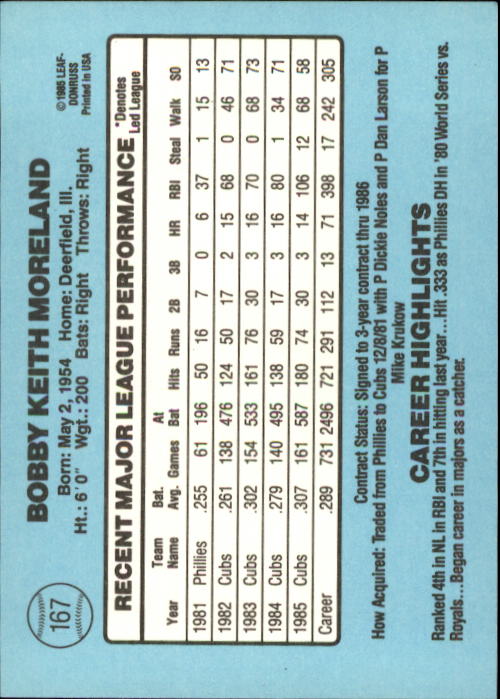 167
BOBBY KEITH MORELAND
Born: May 2, 1954 Home: Deerfield, Ill.
Ht.: 6'0" Wgt.: 200 Bats: Right Throws: Right
© 1985 LEAF-
DONRUSS
Printed in USA
RECENT MAJOR LEAGUE PERFORMANCE
*Denotes
Led League
Year Team Name Bat. Avg. Games At Bat Hits Runs 2B 3B HR RBI Steal Walk SO
1981 Phillies .255 61 196 50 16 7 0 6 37 1 15 13
1982 Cubs .261 138 476 124 50 17 2 15 68 0 46 71
1983 Cubs .302 154 533 161 76 30 3 16 70 0 68 73
1984 Cubs .279 140 495 138 59 17 3 16 80 1 34 71
1985 Cubs .307 161 587 180 74 30 3 14 106 12 68 58
Career .289 731 2496 721 291 112 13 71 398 17 242 305
Contract Status: Signed to 3-year contract thru 1986
How Acquired: Traded from Phillies to Cubs 12/8/81 with P Dickie Noles and P Dan Larson for P
Mike Krukow
CAREER HIGHLIGHTS
Ranked 4th in NL in RBI and 7th in hitting last year...Hit .333 as Phillies DH in '80 World Series vs.
Royals...Began career in majors as a catcher.